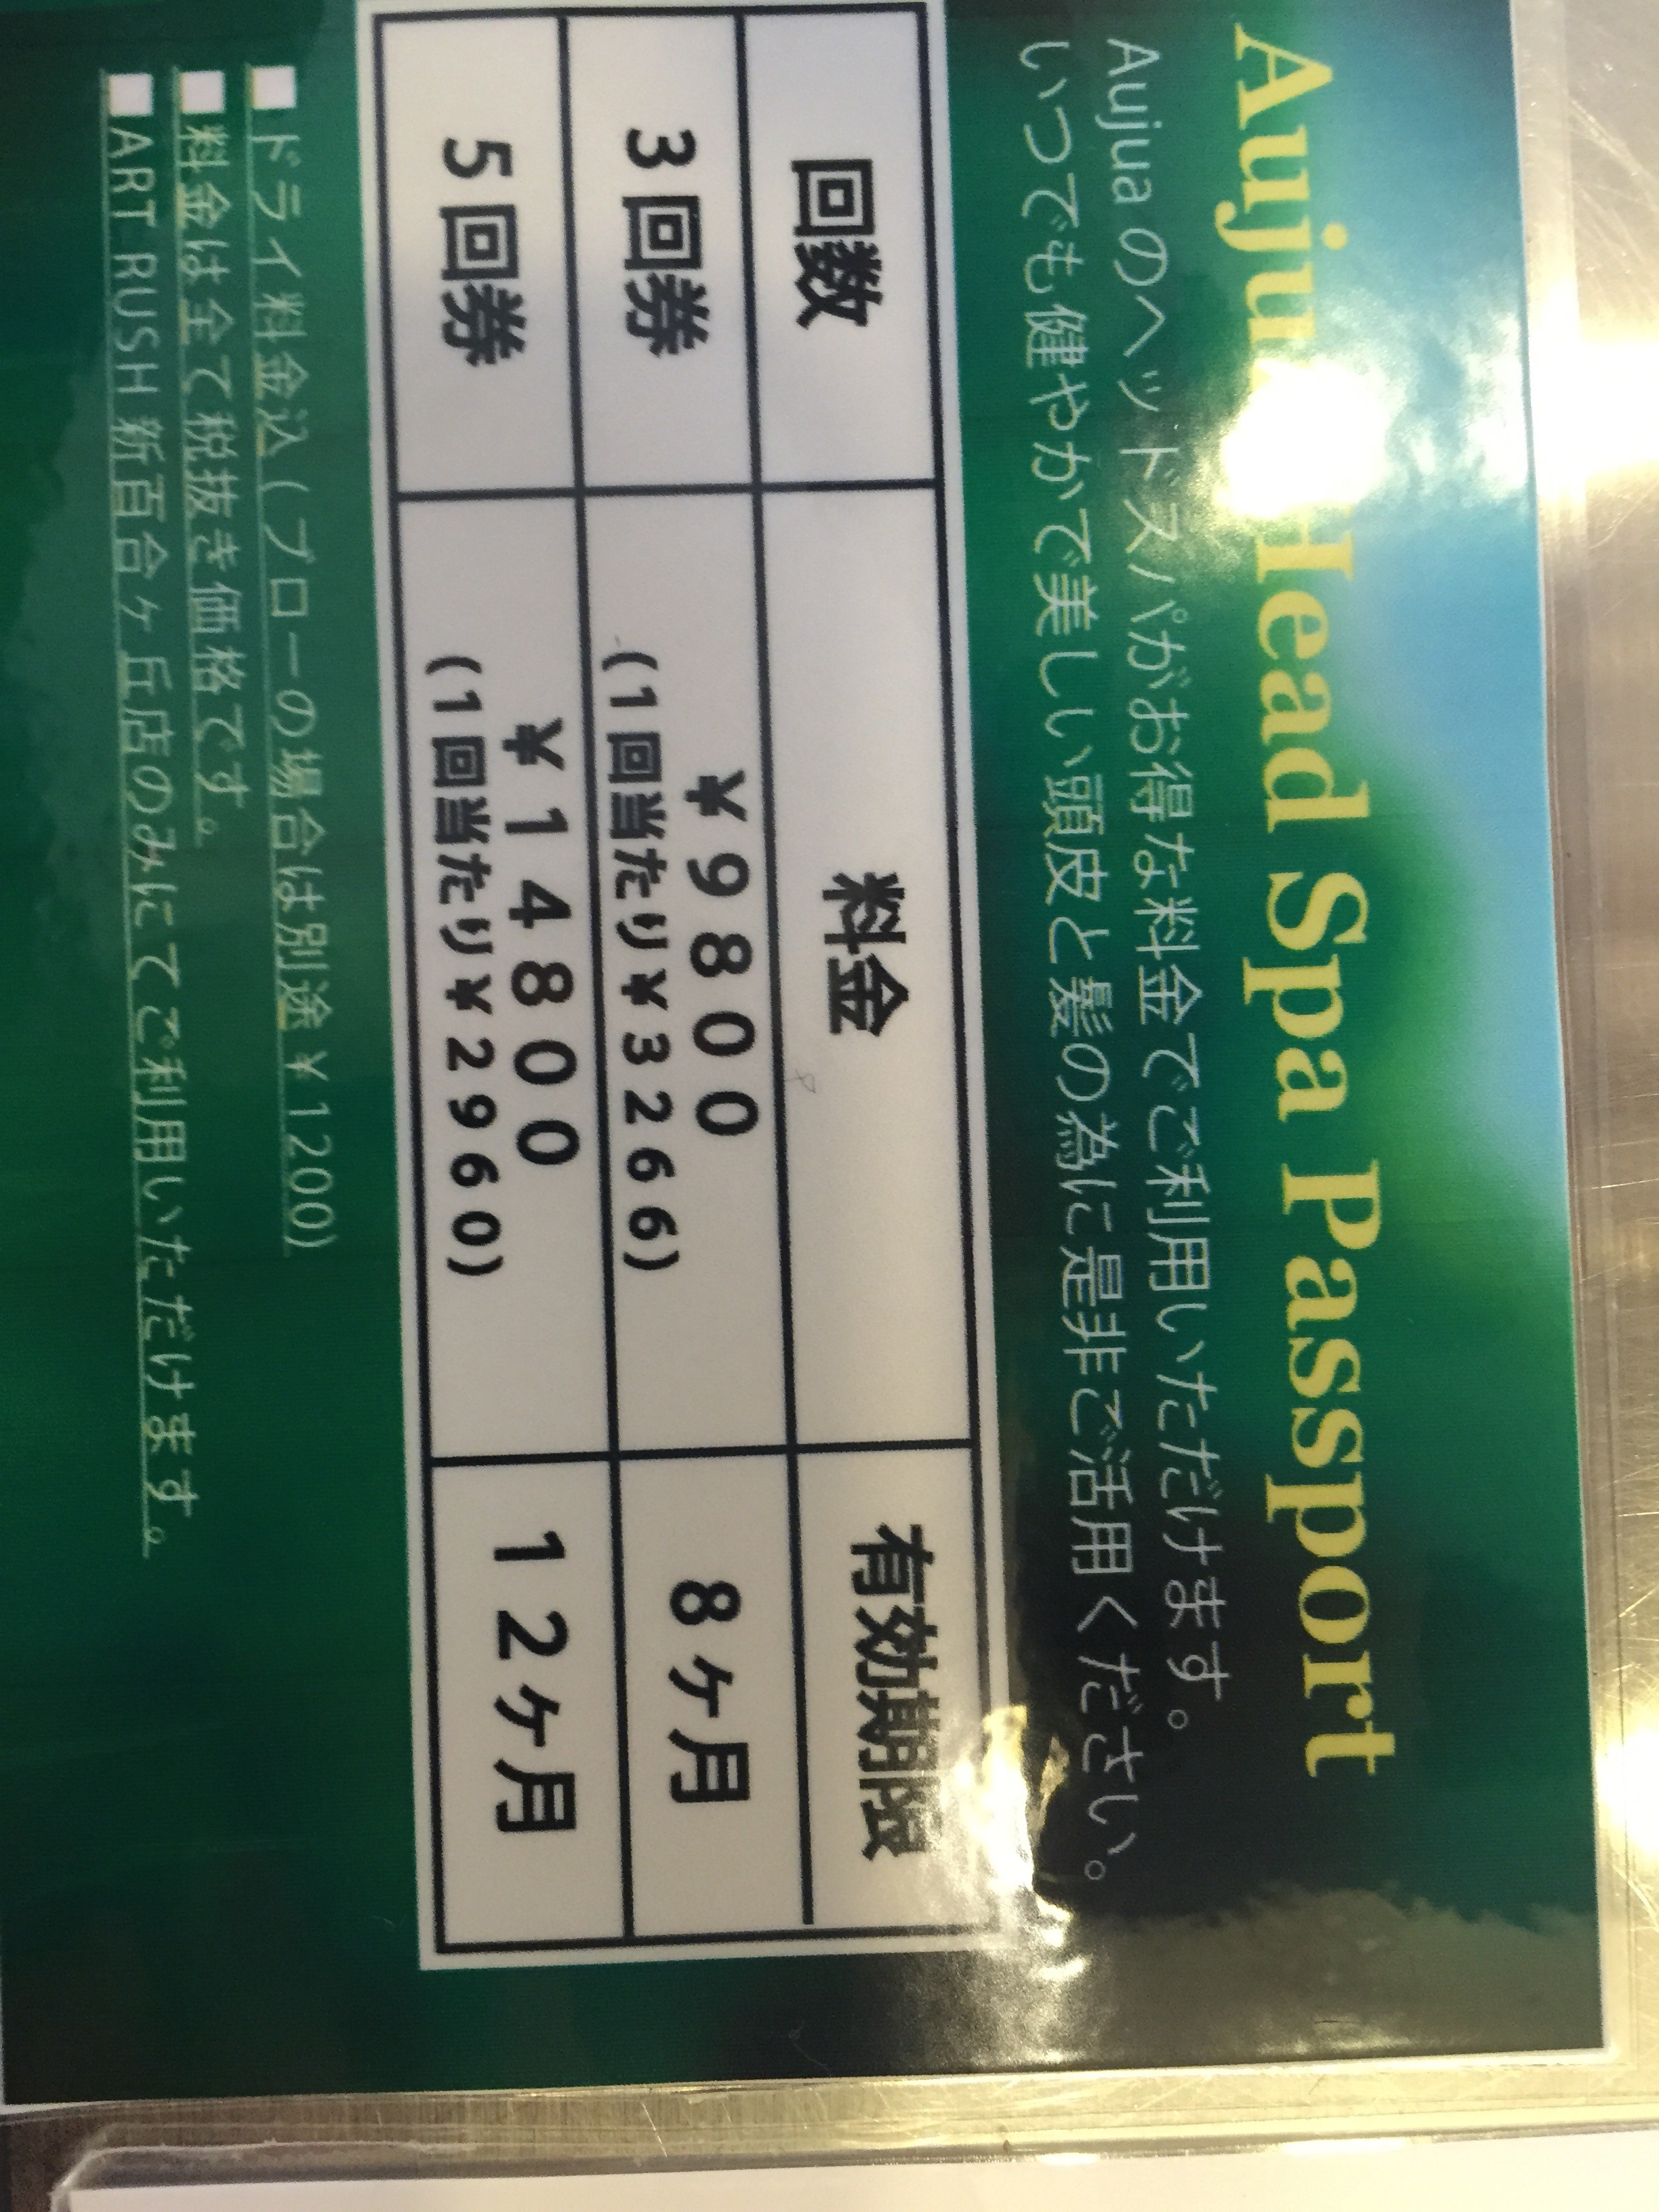 Aujua Head Spa Passport
Aujua のヘッドスパがお得な料金でご利用いただけます。
いつでも健やかで美しい頭皮と髪の為に是非ご活用ください。
回数 料金 有効期限
3回券 ¥9800 8ヶ月
(1回当たり¥3266)
5回券 ¥14800 12ヶ月
(1回当たり¥2960)
■ドライ料金込(ブローの場合は別途¥1200)
■料金は全て税抜き価格です。
■ART RUSH 新百合ヶ丘店のみにてご利用いただけます。